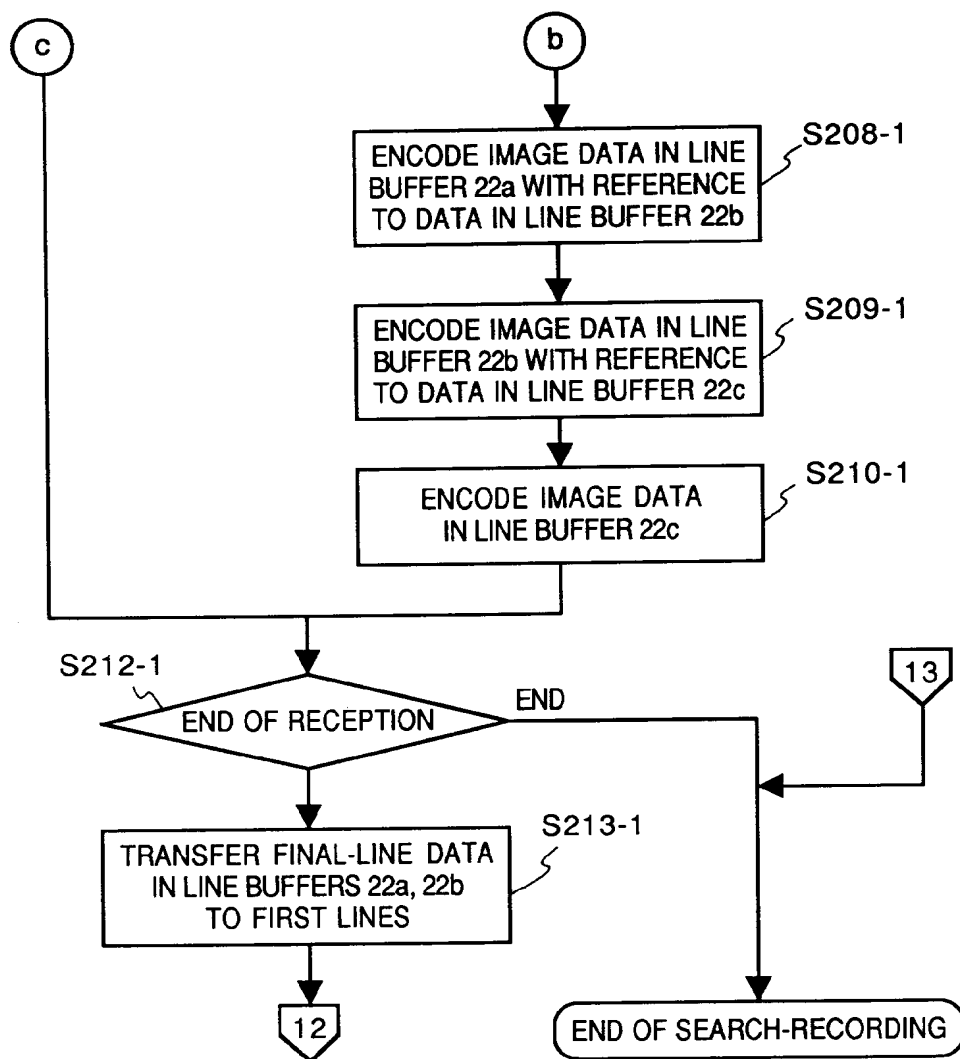 c
b
S208-1
ENCODE IMAGE DATA IN LINE
BUFFER 22a WITH REFERENCE
TO DATA IN LINE BUFFER 22b
S209-1
ENCODE IMAGE DATA IN LINE
BUFFER 22b WITH REFERENCE
TO DATA IN LINE BUFFER 22c
S210-1
ENCODE IMAGE DATA
IN LINE BUFFER 22c
S212-1
END OF RECEPTION
END
13
S213-1
TRANSFER FINAL-LINE DATA
IN LINE BUFFERS 22a, 22b
TO FIRST LINES
12
END OF SEARCH-RECORDING